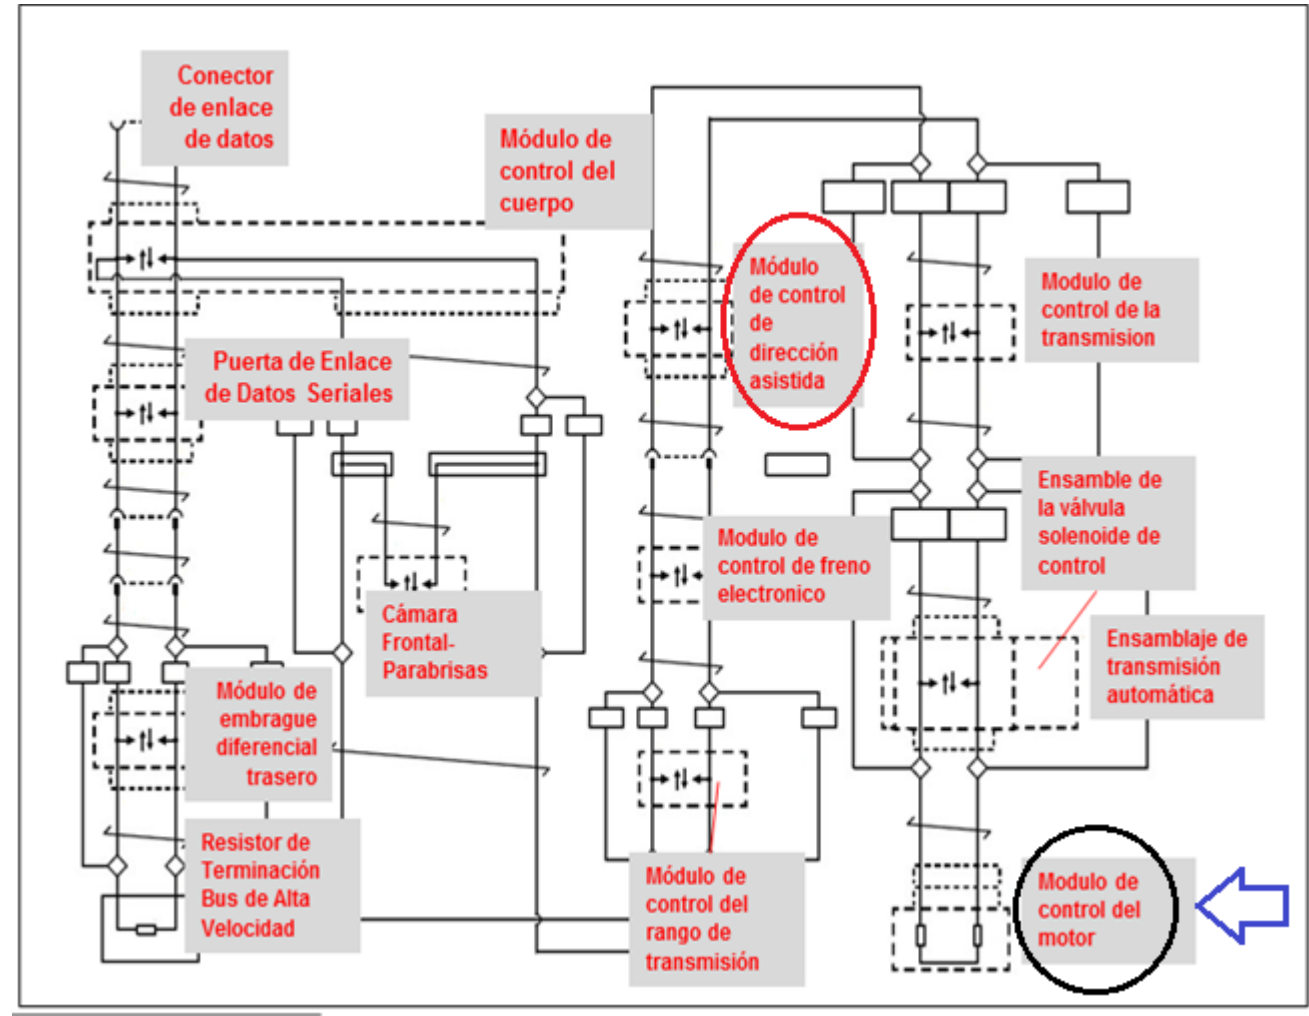 Conector
de enlace
de datos
Módulo de
control del
cuerpo
Módulo
de control
de
dirección
asistida
Modulo de
control de la
transmision
Puerta de Enlace
de Datos Seriales
Ensamble de
la válvula
solenoide de
control
Modulo de
control de freno
electronico
Cámara
Frontal-
Parabrisas
Ensamblaje de
transmisión
automática
Módulo de
embrague
diferencial
trasero
Resistor de
Terminación
Bus de Alta
Velocidad
Módulo de
control del
rango de
transmisión
Modulo de
control del
motor